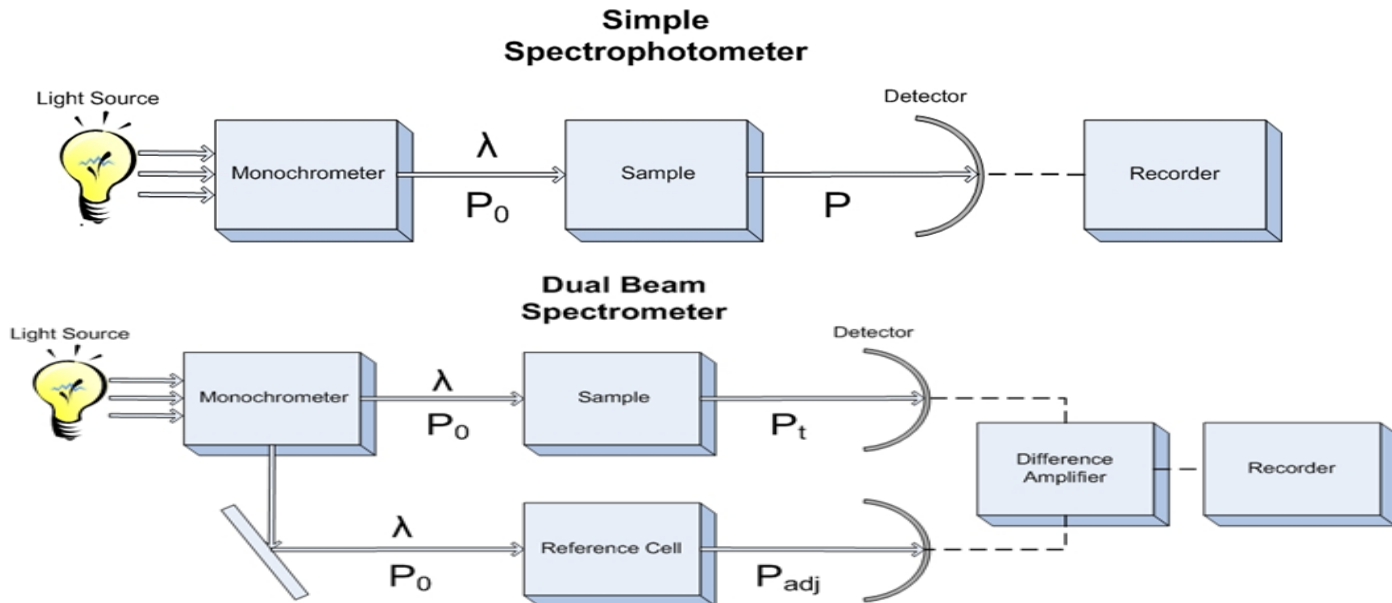 Simple
Spectrophotometer
Light Source
Detector
Monochrometer
λ
P₀
Sample
P
Recorder
Dual Beam
Spectrometer
Light Source
Detector
Monochrometer
λ
P₀
Sample
Pₜ
Difference
Amplifier
Recorder
λ
P₀
Reference Cell
P_adj